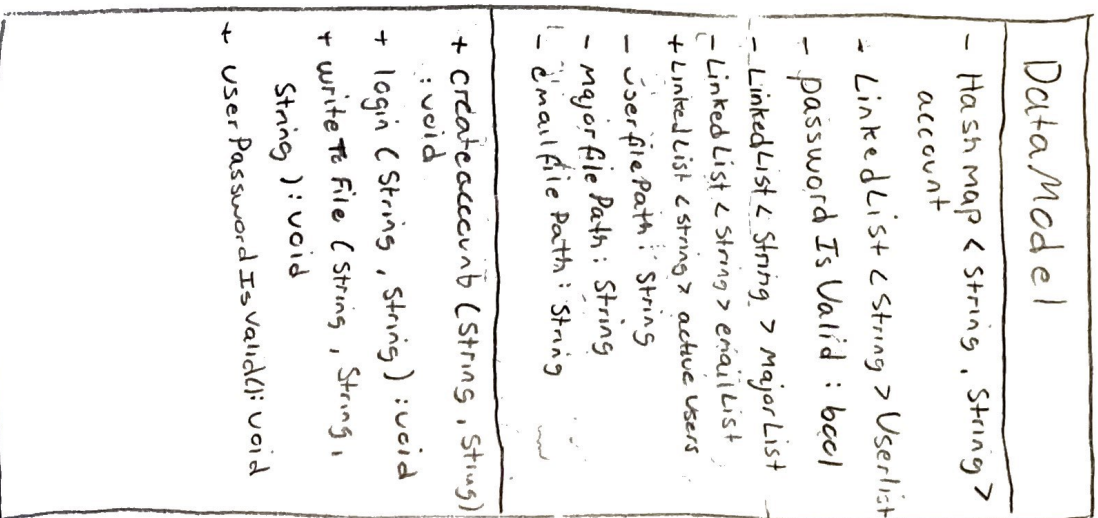 DataModel
- Hashmap < String, String>
account
- LinkedList < String > Userlist
- password Is Valid : bool
- LinkedList < String > MajorList
- LinkedList < String > emailList
+ LinkedList < string > active users
- UserfilePath : String
- Majorfile Path : String
- emailfile Path : String
+ createaccount (String, String)
: void
+ login (String, String) : void
+ write To File (String, String,
String ) : void
+ userPasswordIsValid(): void